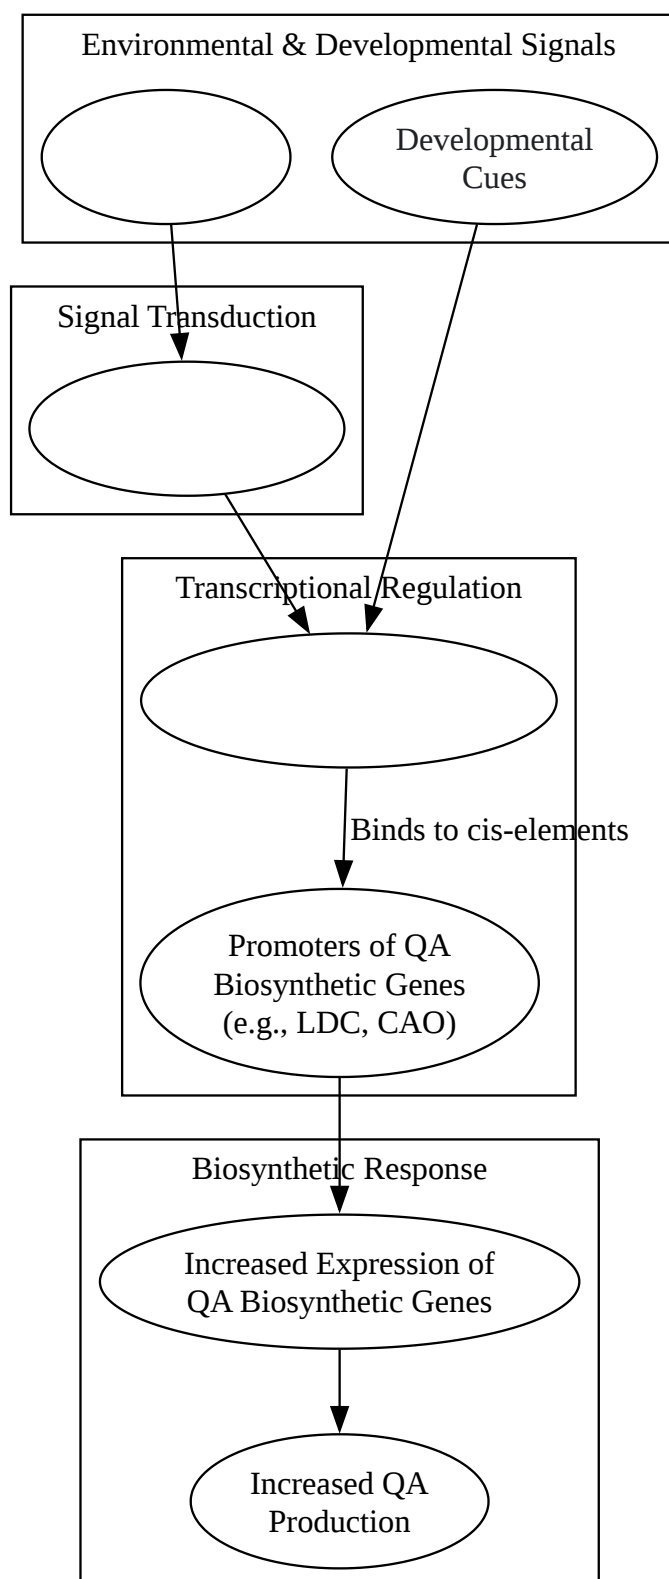 Environmental & Developmental Signals
Developmental
Cues
Signal Transduction
Transcriptional Regulation
Binds to cis-elements
Promoters of QA
Biosynthetic Genes
(e.g., LDC, CAO)
Biosynthetic Response
Increased Expression of
QA Biosynthetic Genes
Increased QA
Production